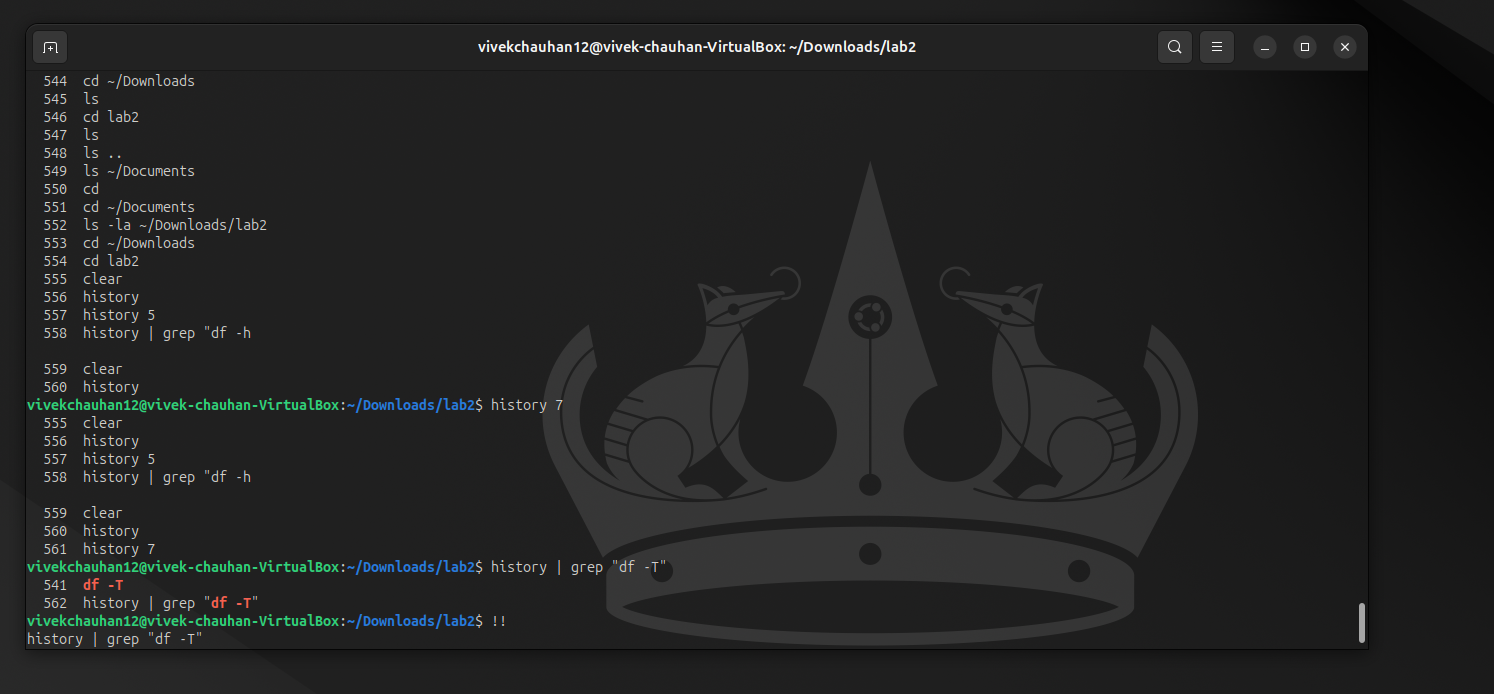 vivekchauhan12@vivek-chauhan-VirtualBox: ~/Downloads/lab2
544 cd ~/Downloads
545 ls
546 cd lab2
547 ls
548 ls ..
549 ls ~/Documents
550 cd
551 cd ~/Documents
552 ls -la ~/Downloads/lab2
553 cd ~/Downloads
554 cd lab2
555 clear
556 history
557 history 5
558 history | grep "df -h
559 clear
560 history
vivekchauhan12@vivek-chauhan-VirtualBox:~/Downloads/lab2$ history 7
555 clear
556 history
557 history 5
558 history | grep "df -h
559 clear
560 history
561 history 7
vivekchauhan12@vivek-chauhan-VirtualBox:~/Downloads/lab2$ history | grep "df -T"
541 df -T
562 history | grep "df -T"
vivekchauhan12@vivek-chauhan-VirtualBox:~/Downloads/lab2$ !!
history | grep "df -T"